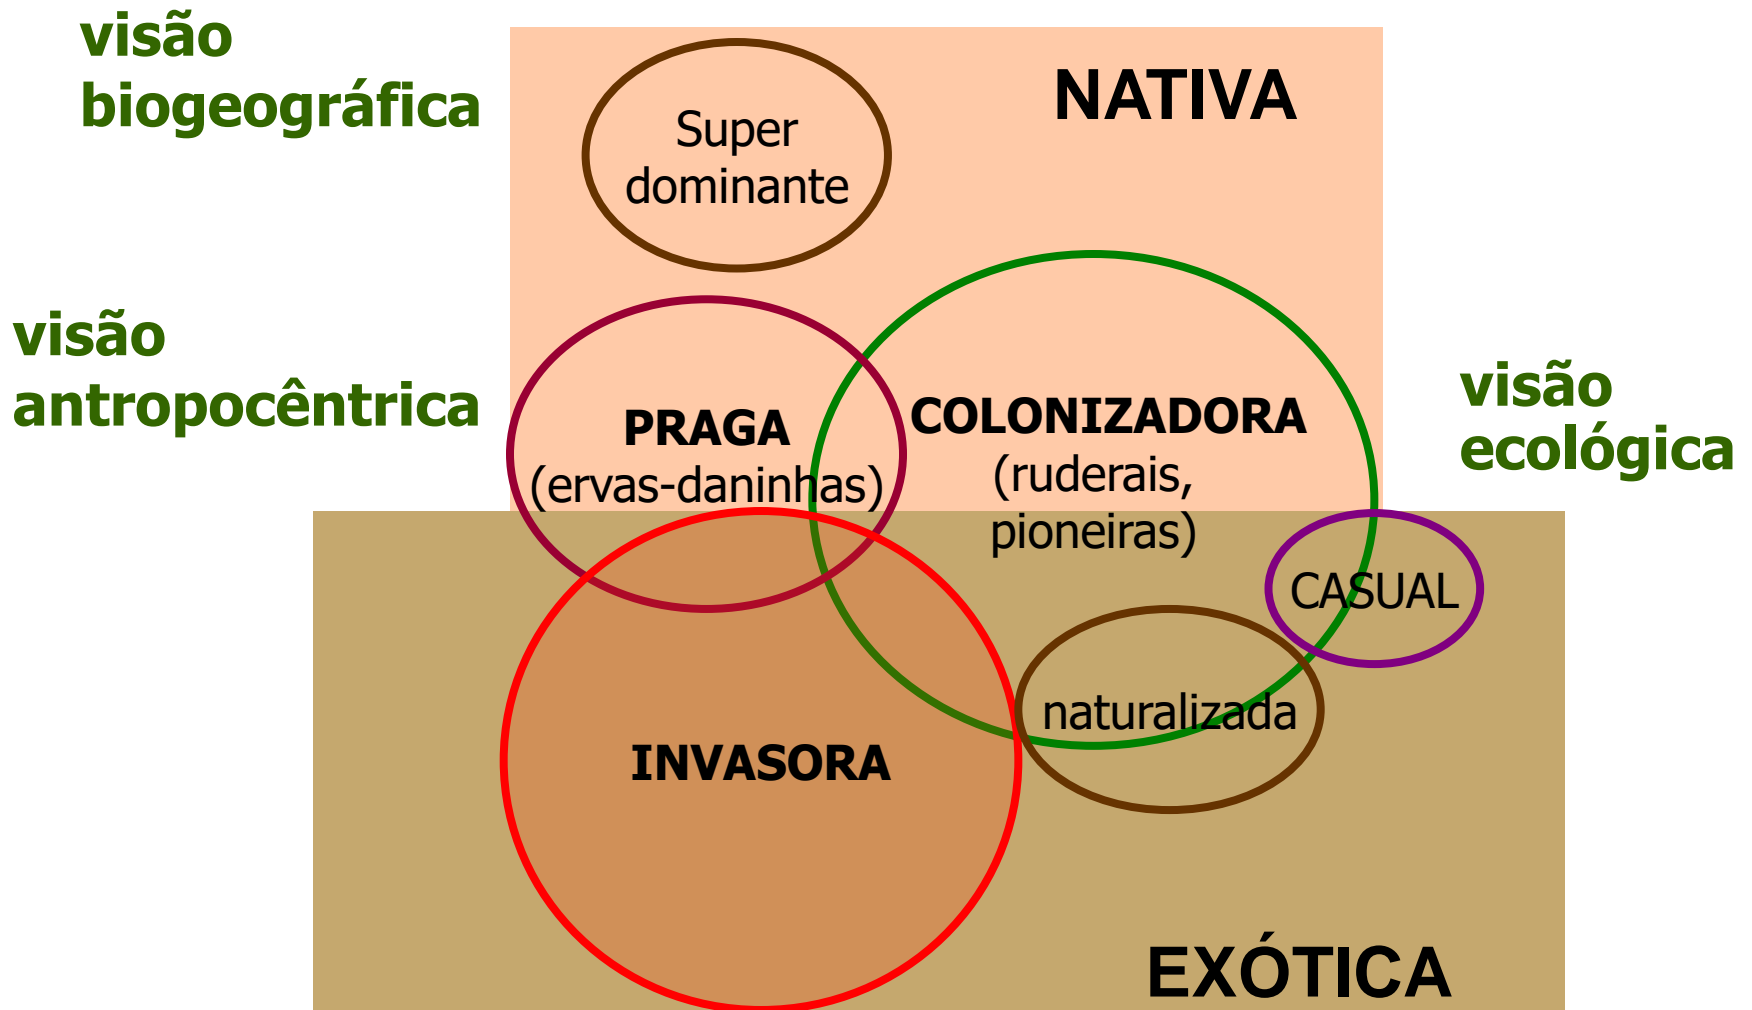 visão
biogeográfica
NATIVA
Super
dominante
visão
antropocêntrica
PRAGA
(ervas-daninhas)
COLONIZADORA
(ruderais,
pioneiras)
visão
ecológica
CASUAL
naturalizada
INVASORA
EXÓTICA